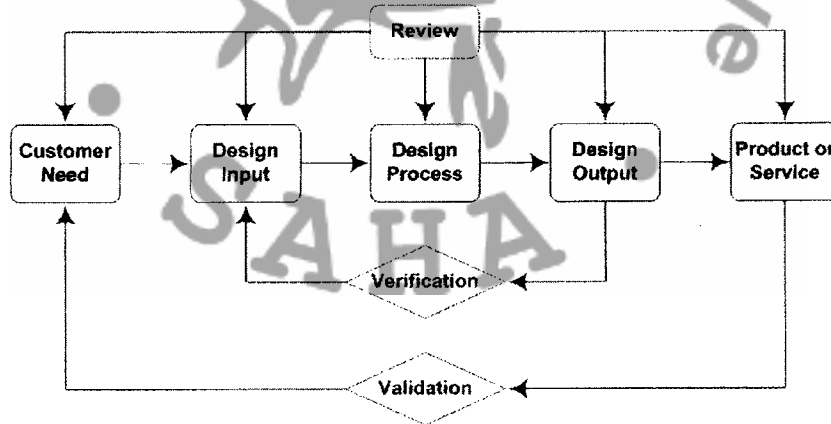 Review
Customer
Need
Design
Input
Design
Process
Design
Output
Product or
Service
Verification
Validation
SAHA